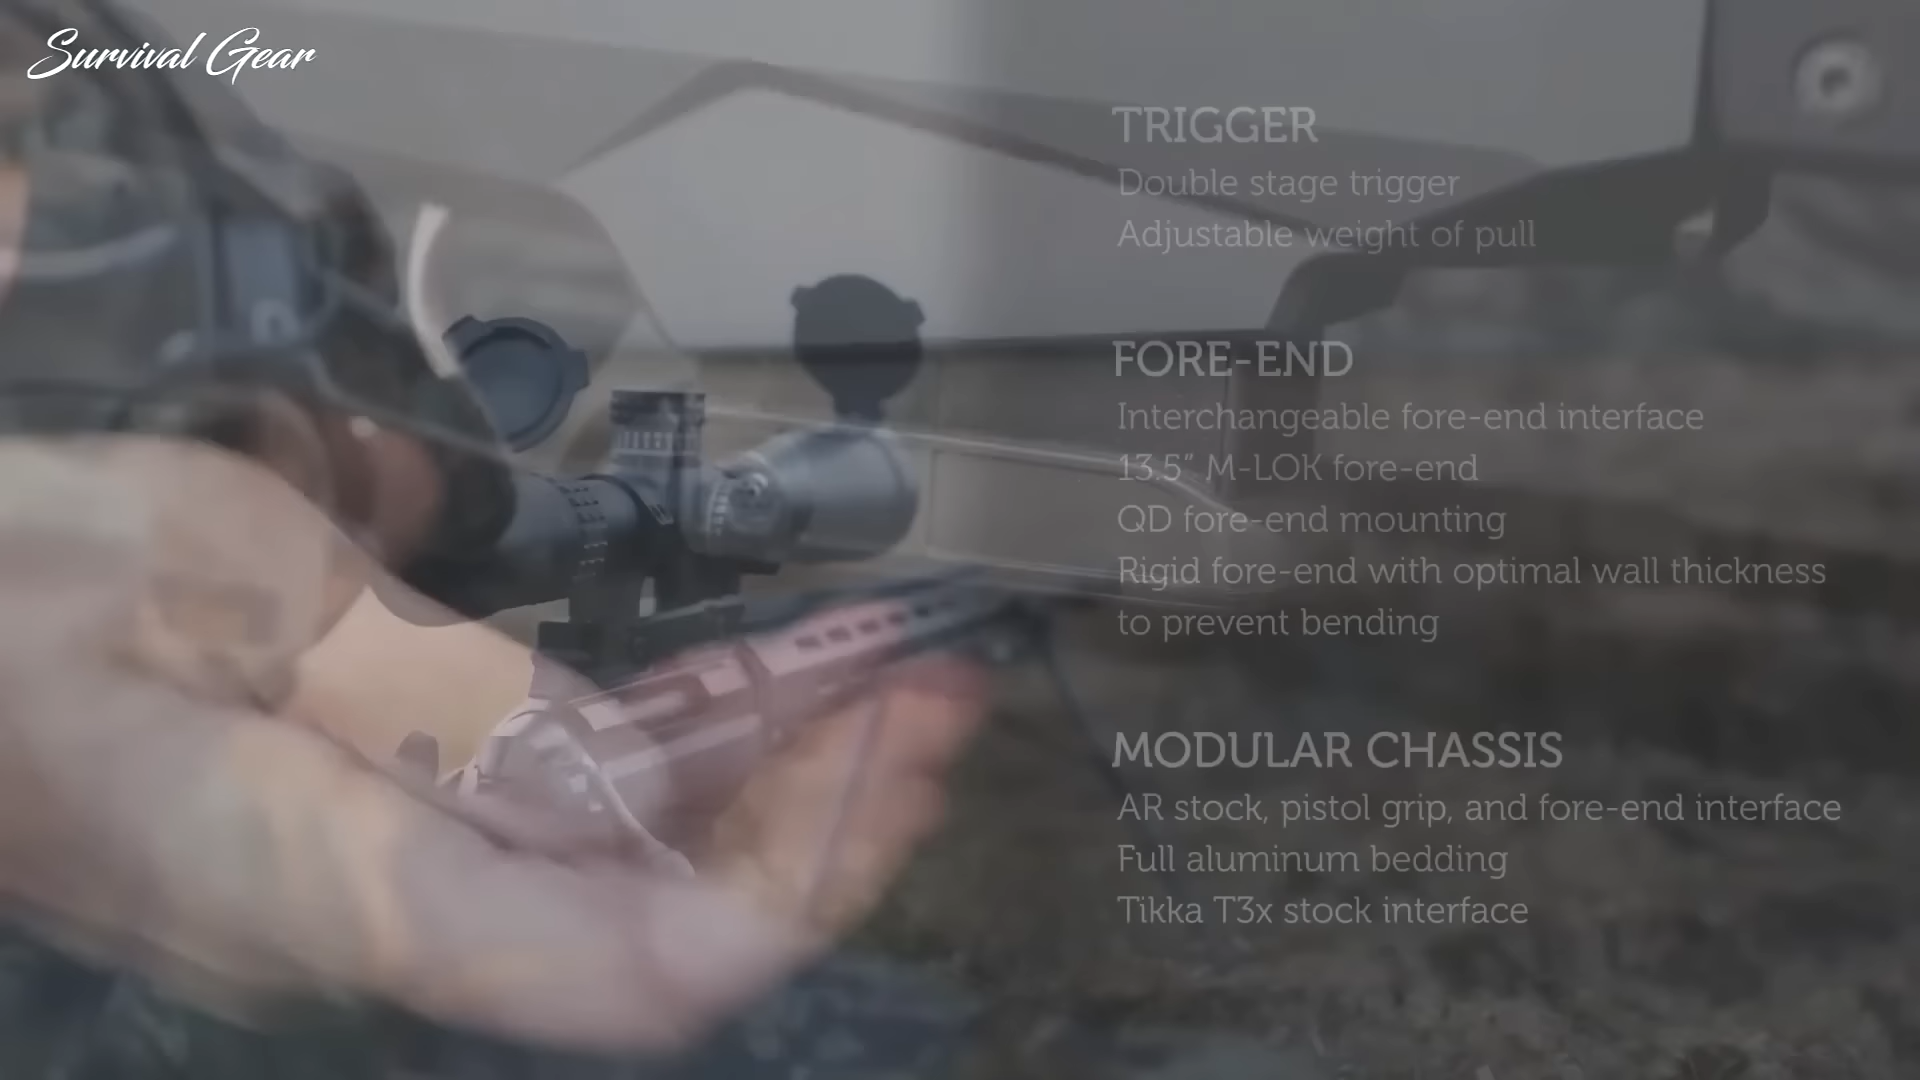 Survival Gear
TRIGGER
Double stage trigger
Adjustable weight of pull
FORE-END
Interchangeable fore-end interface
13.5" M-LOK fore-end
QD fore-end mounting
Rigid fore-end with optimal wall thickness
to prevent bending
MODULAR CHASSIS
AR stock, pistol grip, and fore-end interface
Full aluminum bedding
Tikka T3x stock interface